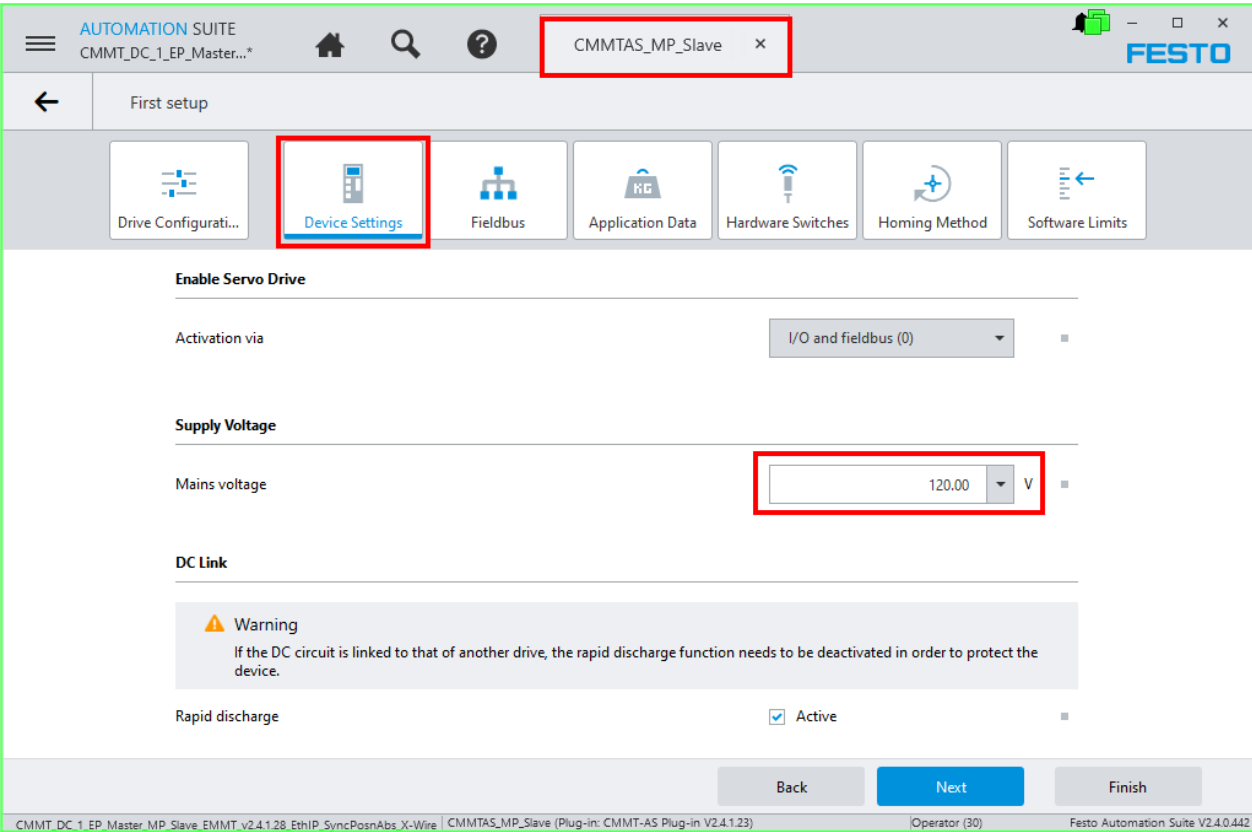 AUTOMATION SUITE
CMMT_DC_1_EP_Master...*
CMMTAS_MP_Slave
FESTO
First setup
Drive Configurati...
Device Settings
Fieldbus
KG
Application Data
Hardware Switches
Homing Method
Software Limits
Enable Servo Drive
Activation via
I/O and fieldbus (0)
Supply Voltage
Mains voltage
120.00
V
DC Link
Warning
If the DC circuit is linked to that of another drive, the rapid discharge function needs to be deactivated in order to protect the
device.
Rapid discharge
Active
Back
Next
Finish
CMMT_DC_1_EP_Master_MP_Slave_EMMT_v2.4.1.28_EthIP_SyncPosnAbs_X-Wire
CMMTAS_MP_Slave (Plug-in: CMMT-AS Plug-in V2.4.1.23)
Operator (30)
Festo Automation Suite V2.4.0.442